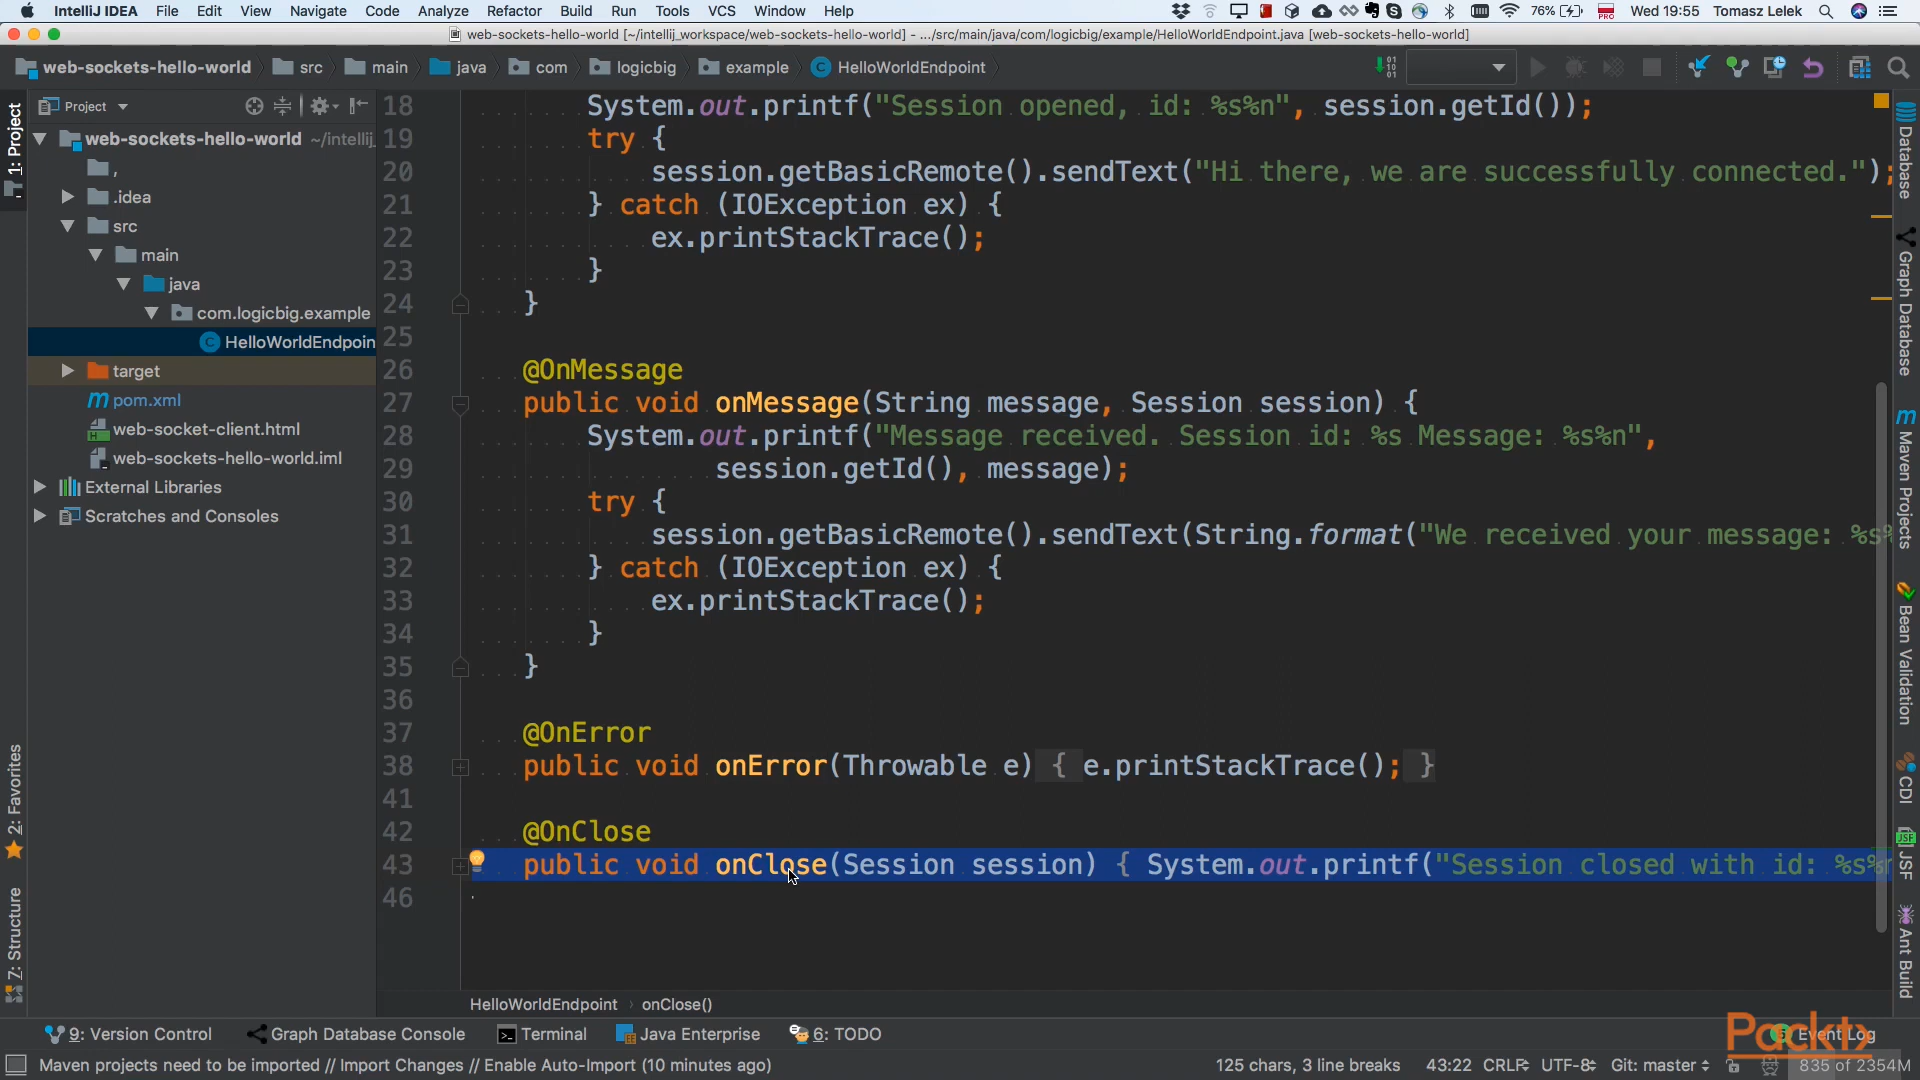 IntelliJ IDEA File Edit View Navigate Code Analyze Refactor Build Run Tools VCS Window Help 76% PRO Wed 19:55 Tomasz Lelek
web-sockets-hello-world [~/intellij_workspace/web-sockets-hello-world] - .../src/main/java/com/logicbig/example/HelloWorldEndpoint.java [web-sockets-hello-world]
web-sockets-hello-world src main java com logicbig example HelloWorldEndpoint
1: Project
Project
web-sockets-hello-world ~/intellij_
,
.idea
src
main
java
com.logicbig.example
HelloWorldEndpoin
target
pom.xml
web-socket-client.html
web-sockets-hello-world.iml
External Libraries
Scratches and Consoles
2: Favorites
7: Structure
18 System.out.printf("Session opened, id: %s%n", session.getId());
19 try {
20 session.getBasicRemote().sendText("Hi there, we are successfully connected.");
21 } catch (IOException ex) {
22 ex.printStackTrace();
23 }
24 }
25
26 @OnMessage
27 public void onMessage(String message, Session session) {
28 System.out.printf("Message received. Session id: %s Message: %s%n",
29 session.getId(), message);
30 try {
31 session.getBasicRemote().sendText(String.format("We received your message: %s%
32 } catch (IOException ex) {
33 ex.printStackTrace();
34 }
35 }
36
37 @OnError
38 public void onError(Throwable e) { e.printStackTrace(); }
41
42 @OnClose
43 public void onClose(Session session) { System.out.printf("Session closed with id: %s%n
46
Database
Graph Database
Maven Projects
Bean Validation
CDI
JSF
Ant Build
HelloWorldEndpoint › onClose()
9: Version Control Graph Database Console Terminal Java Enterprise 6: TODO Event Log
Packt
Maven projects need to be imported // Import Changes // Enable Auto-Import (10 minutes ago) 125 chars, 3 line breaks 43:22 CRLF UTF-8 Git: master 835 of 2354M